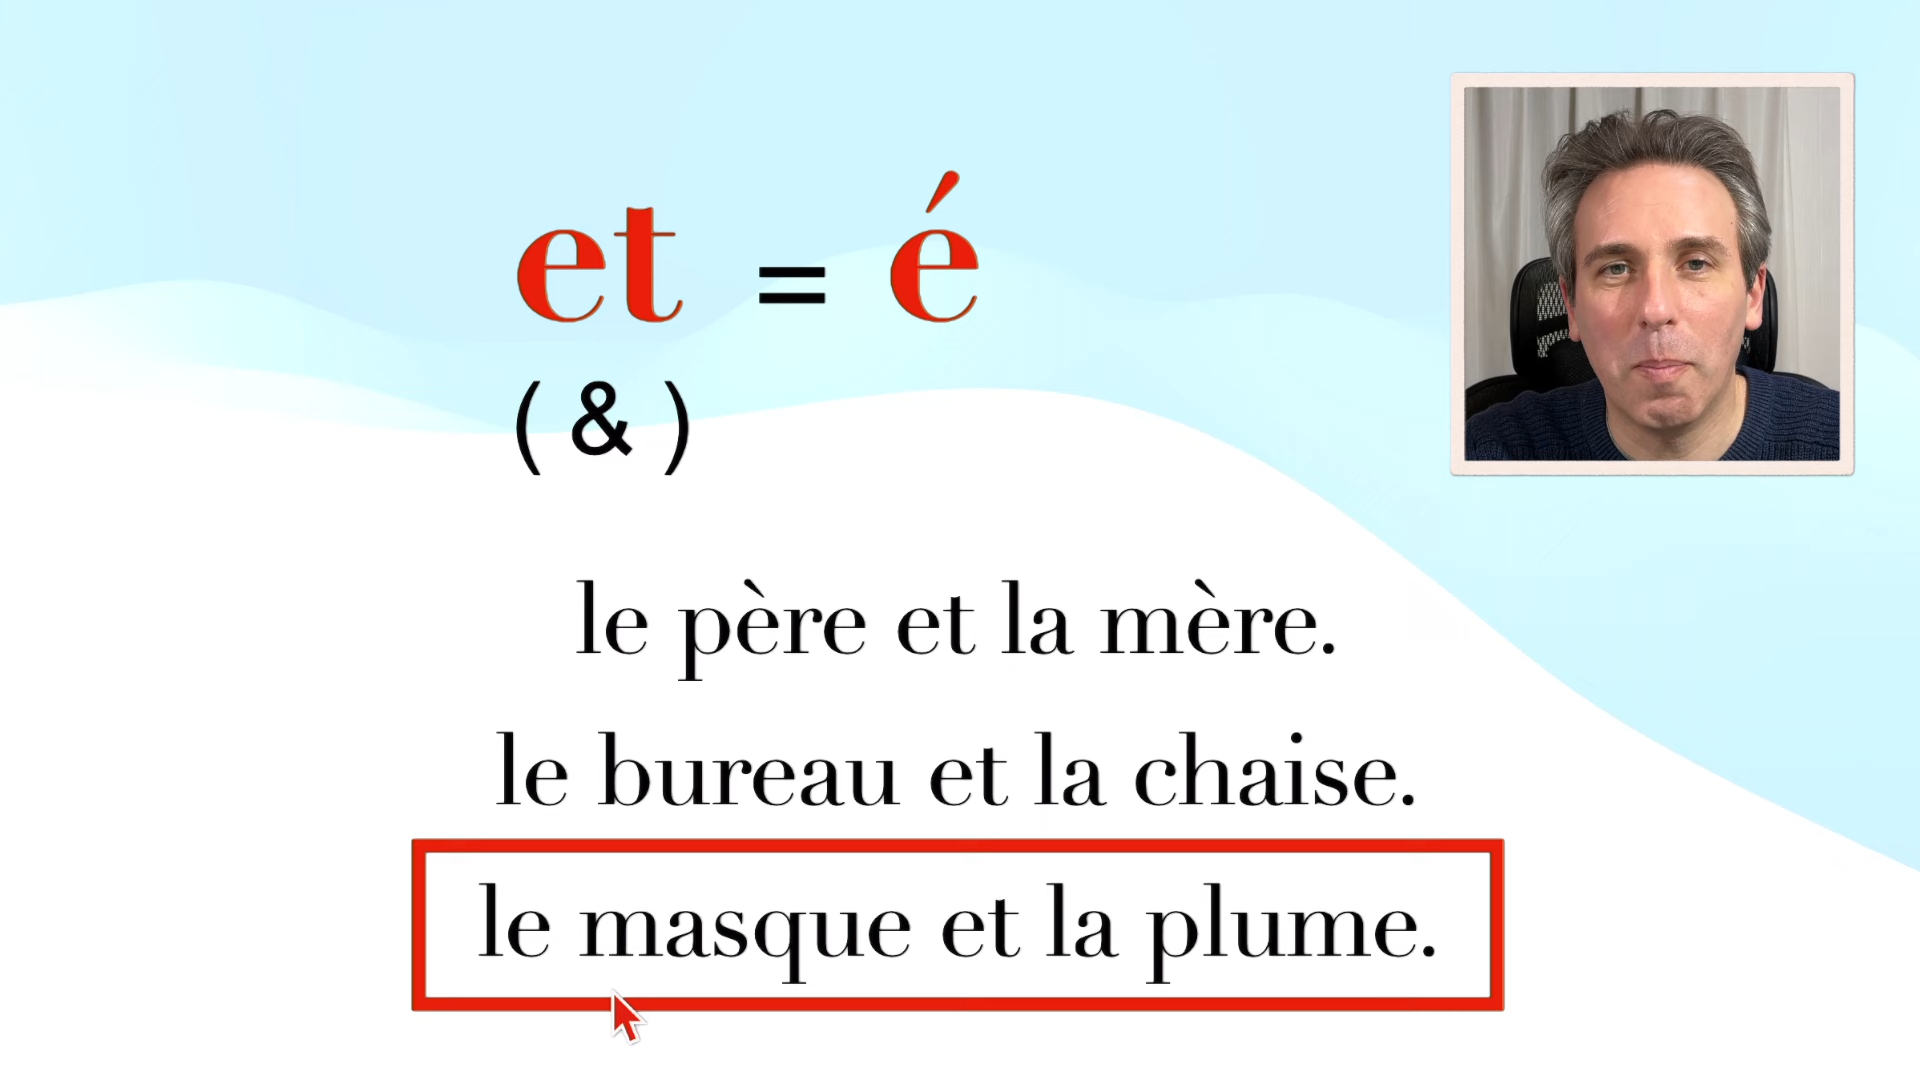 et = é
(&)
le père et la mère.
le bureau et la chaise.
le masque et la plume.